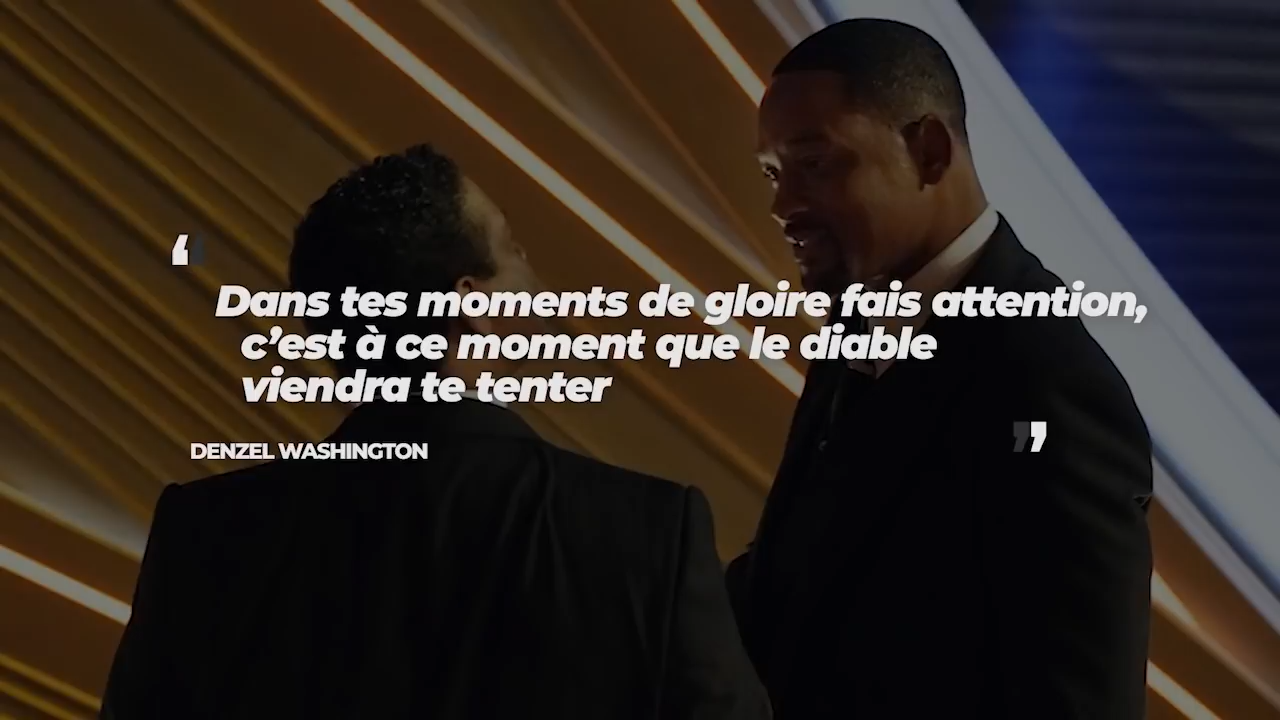 ❛
Dans tes moments de gloire fais attention,
c’est à ce moment que le diable
viendra te tenter
❜❜
DENZEL WASHINGTON